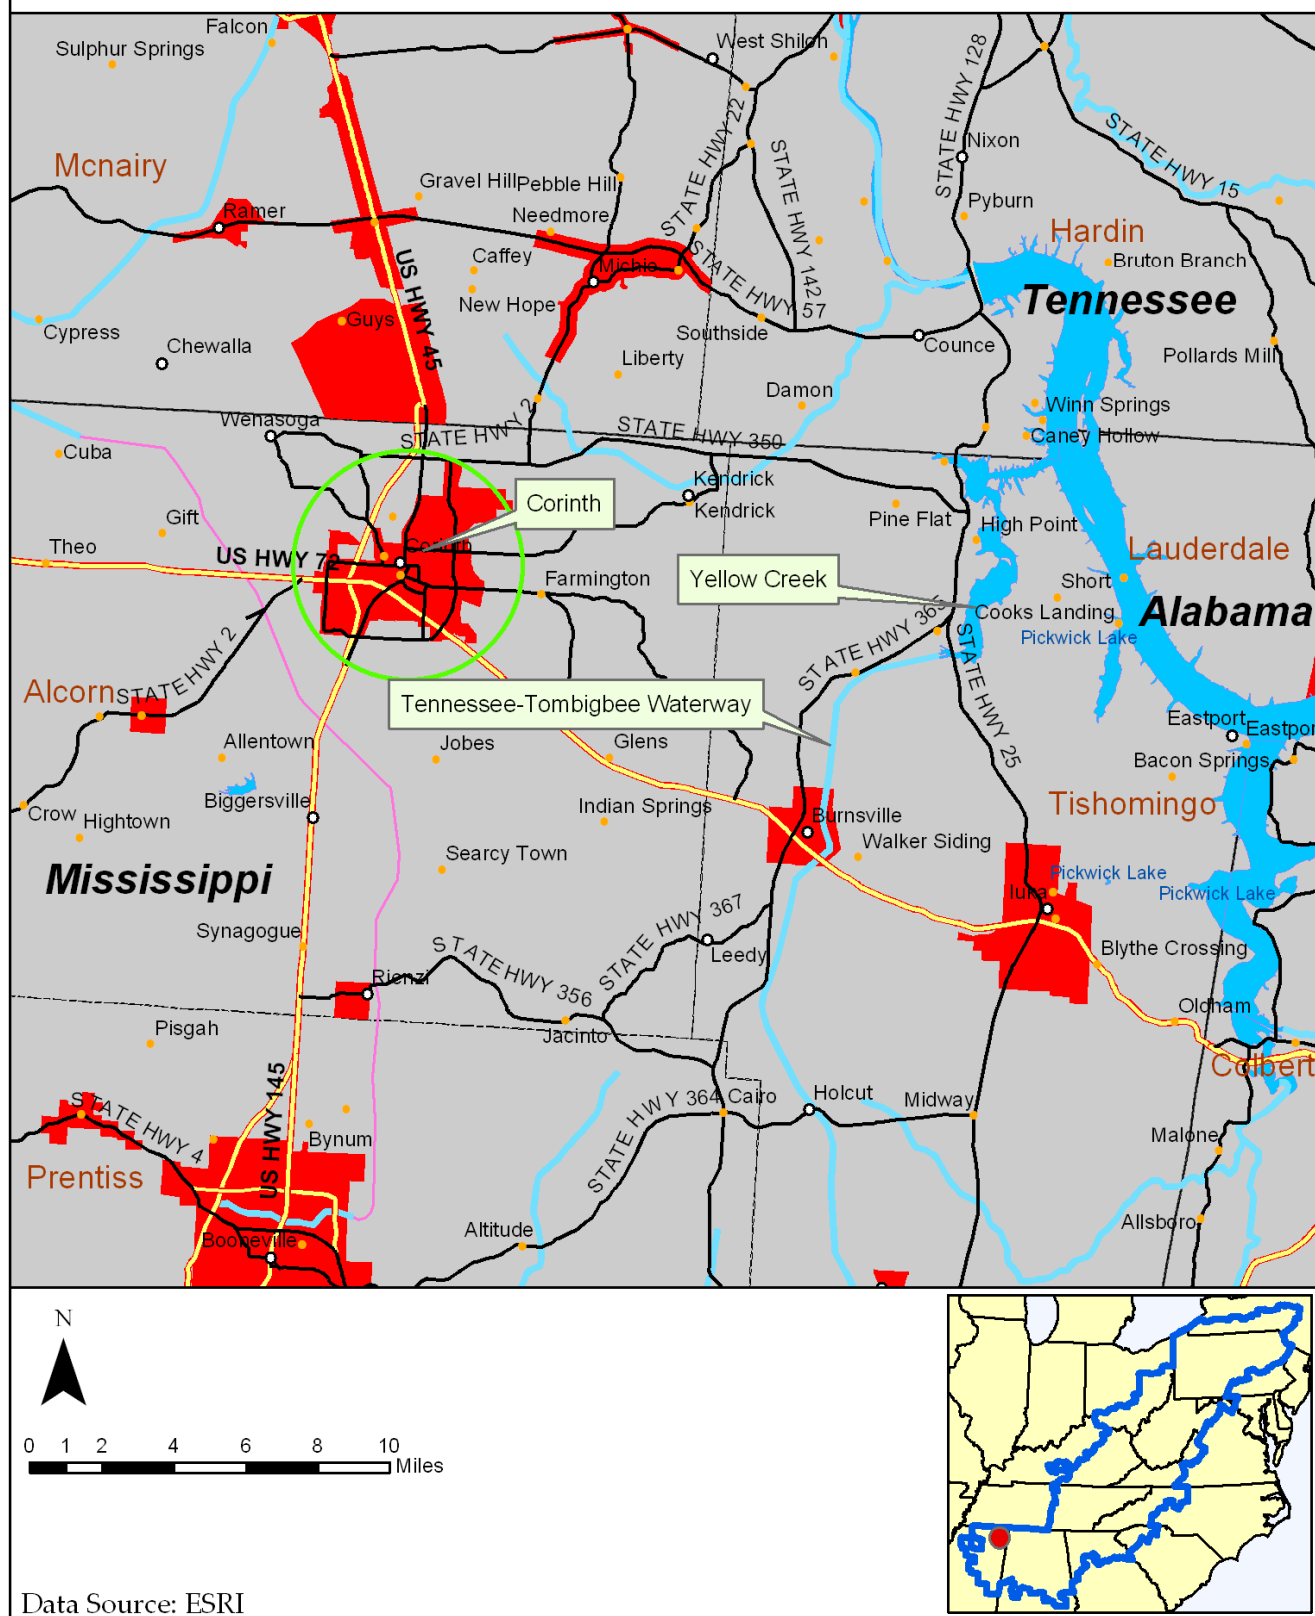 Falcon
Sulphur Springs
West Shiloh
STATE HWY 128
STATE HWY 15
STATE HWY 22
STATE HWY 142
Nixon
Mcnairy
Gravel Hill
Pebble Hill
Pyburn
Ramer
Needmore
Hardin
Caffey
Michie
Bruton Branch
US HWY 45
STATE HWY 57
New Hope
Tennessee
Cypress
Guys
Southside
Chewalla
Liberty
Counce
Pollards Mill
Damon
Winn Springs
Wenasoga
STATE HWY 2
STATE HWY 350
Caney Hollow
Cuba
Kendrick
Corinth
Kendrick
Gift
Pine Flat
High Point
Theo
US HWY 72
Corinth
Lauderdale
Farmington
Yellow Creek
Short
Cooks Landing
Alabama
Pickwick Lake
STATE HWY 365
STATE HWY 2
Alcorn
Tennessee-Tombigbee Waterway
STATE HWY 25
Eastport
Eastport
Allentown
Jobes
Glens
Bacon Springs
Biggersville
Indian Springs
Tishomingo
Crow
Hightown
Burnsville
Walker Siding
Searcy Town
Mississippi
Pickwick Lake
Iuka
Pickwick Lake
STATE HWY 367
Synagogue
Leedy
Blythe Crossing
STATE HWY 356
Rienzi
Oldham
Pisgah
Jacinto
Colbert
US HWY 145
STATE HWY 364
Cairo
Holcut
Midway
STATE HWY 4
Bynum
Malone
Prentiss
Booneville
Altitude
Allsboro
N
0 1 2 4 6 8 10
Miles
Data Source: ESRI